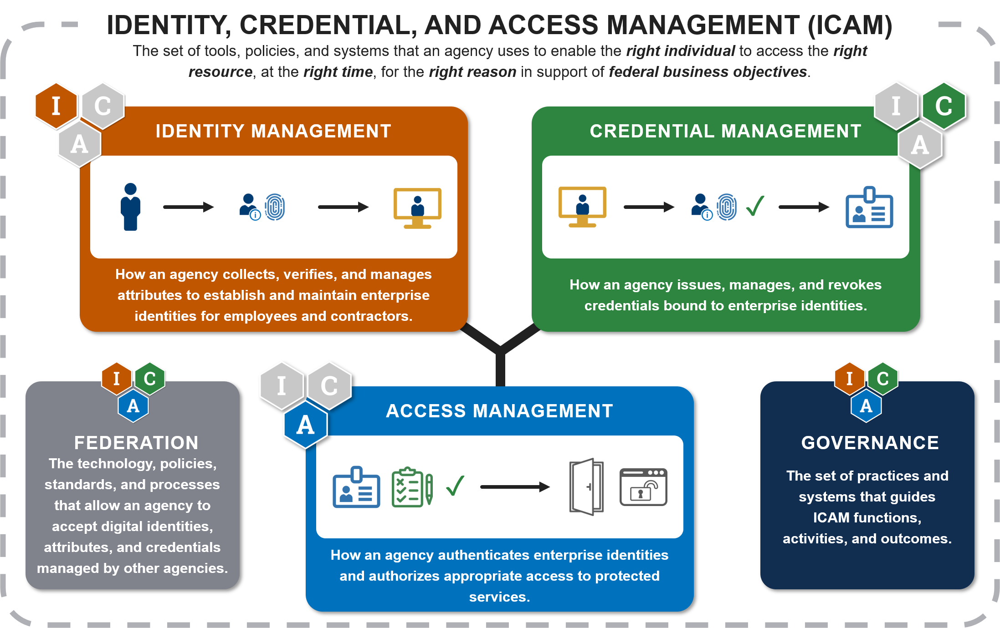 IDENTITY, CREDENTIAL, AND ACCESS MANAGEMENT (ICAM)
The set of tools, policies, and systems that an agency uses to enable the right individual to access the right
resource, at the right time, for the right reason in support of federal business objectives.
I
C
A
IDENTITY MANAGEMENT
i
How an agency collects, verifies, and manages
attributes to establish and maintain enterprise
identities for employees and contractors.
I
C
A
CREDENTIAL MANAGEMENT
i
How an agency issues, manages, and revokes
credentials bound to enterprise identities.
I
C
A
FEDERATION
The technology, policies,
standards, and processes
that allow an agency to
accept digital identities,
attributes, and credentials
managed by other agencies.
I
C
A
ACCESS MANAGEMENT
How an agency authenticates enterprise identities
and authorizes appropriate access to protected
services.
I
C
A
GOVERNANCE
The set of practices and
systems that guides
ICAM functions,
activities, and outcomes.